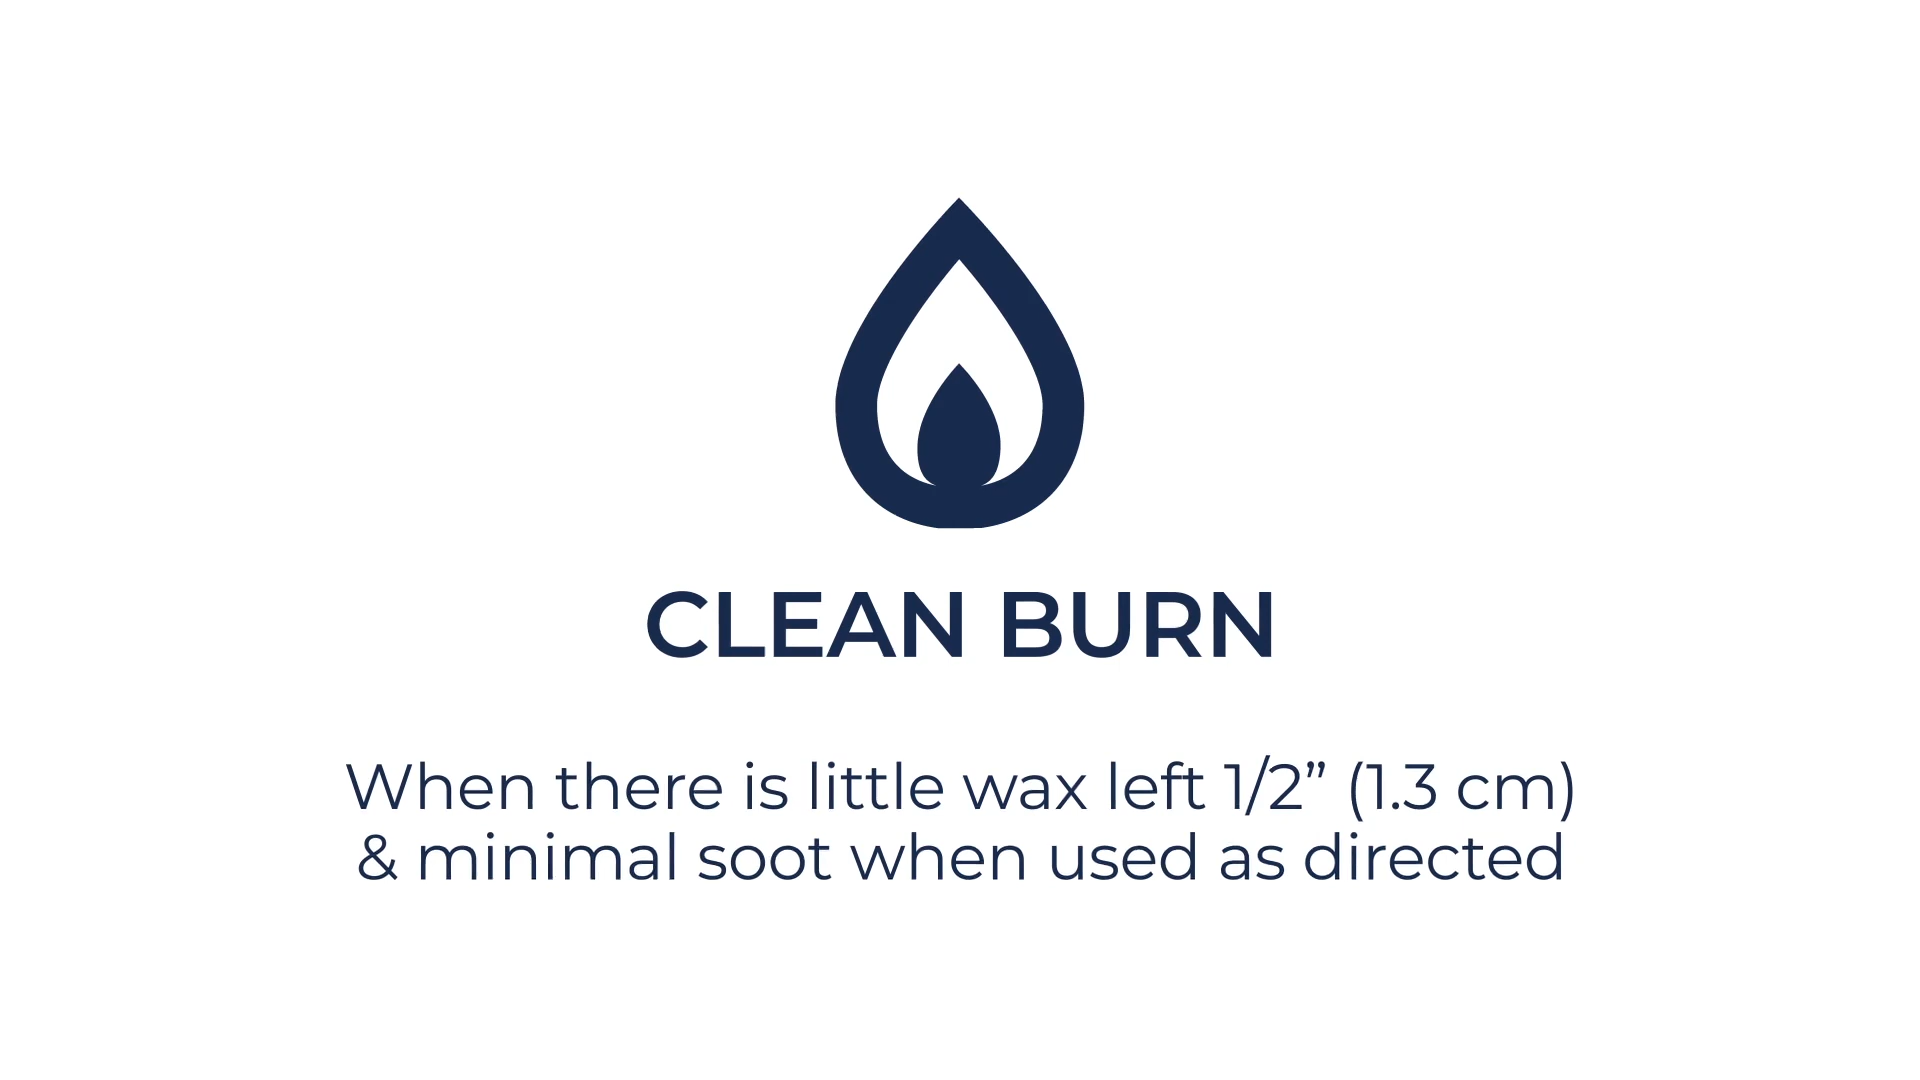 CLEAN BURN
When there is little wax left 1/2” (1.3 cm)
& minimal soot when used as directed